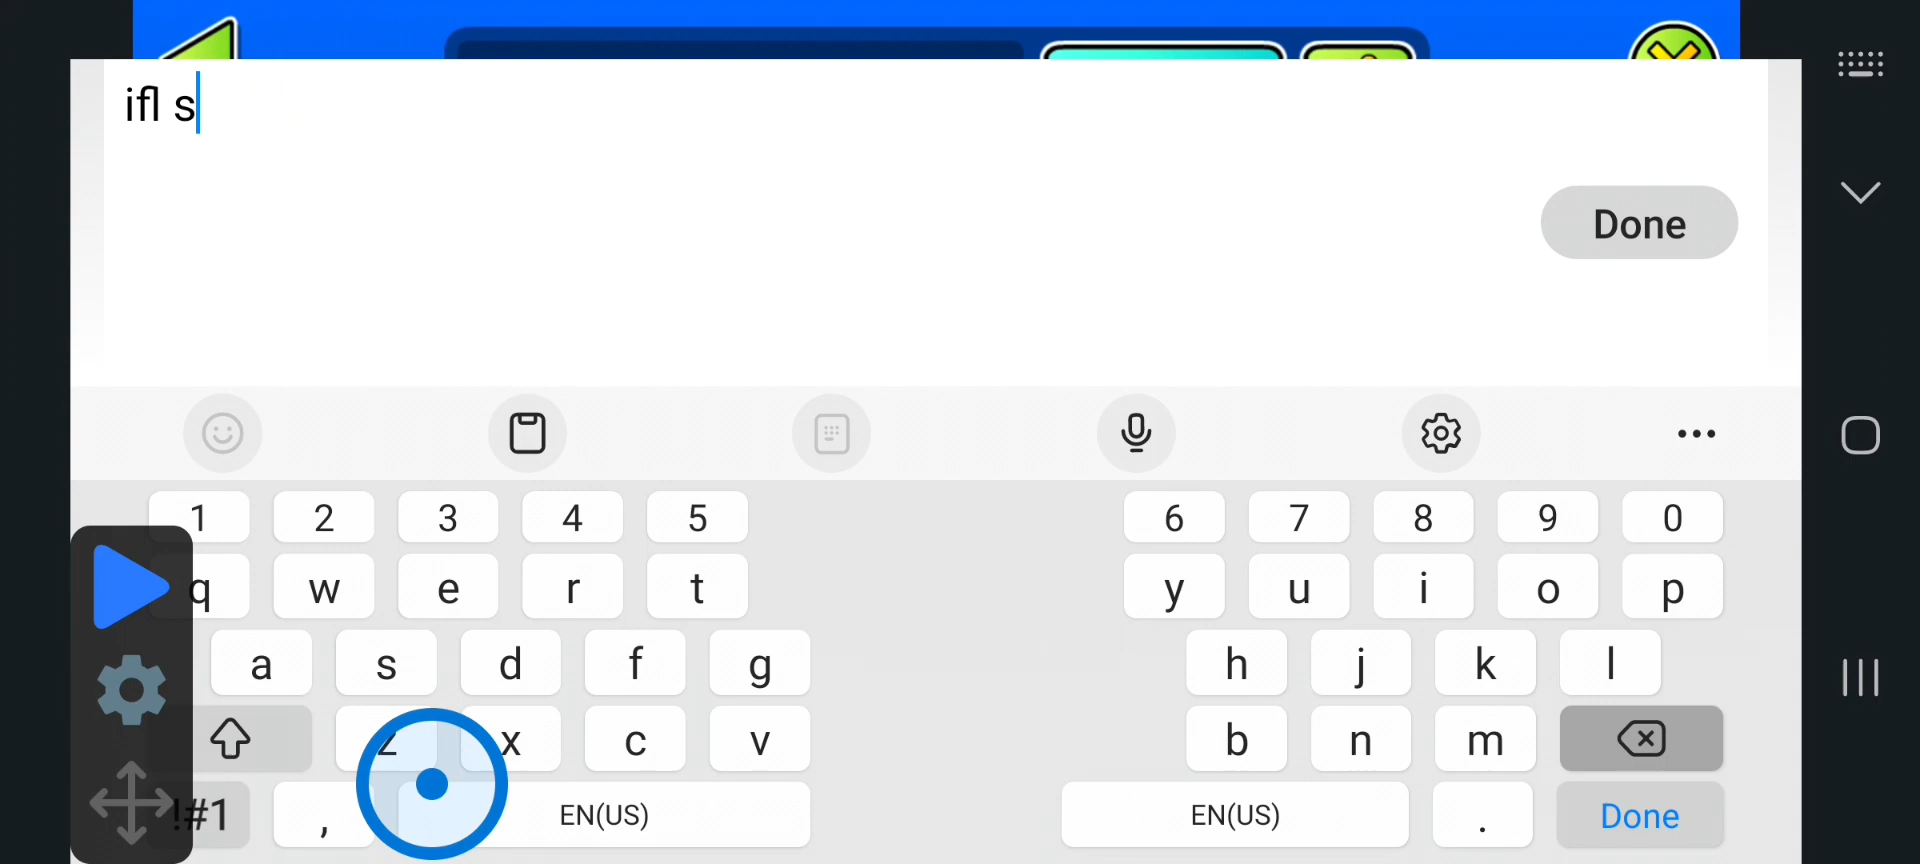 ifl s
Done
1 2 3 4 5 6 7 8 9 0
q w e r t y u i o p
a s d f g h j k l
z x c v b n m
!#1 , EN(US) EN(US) . Done